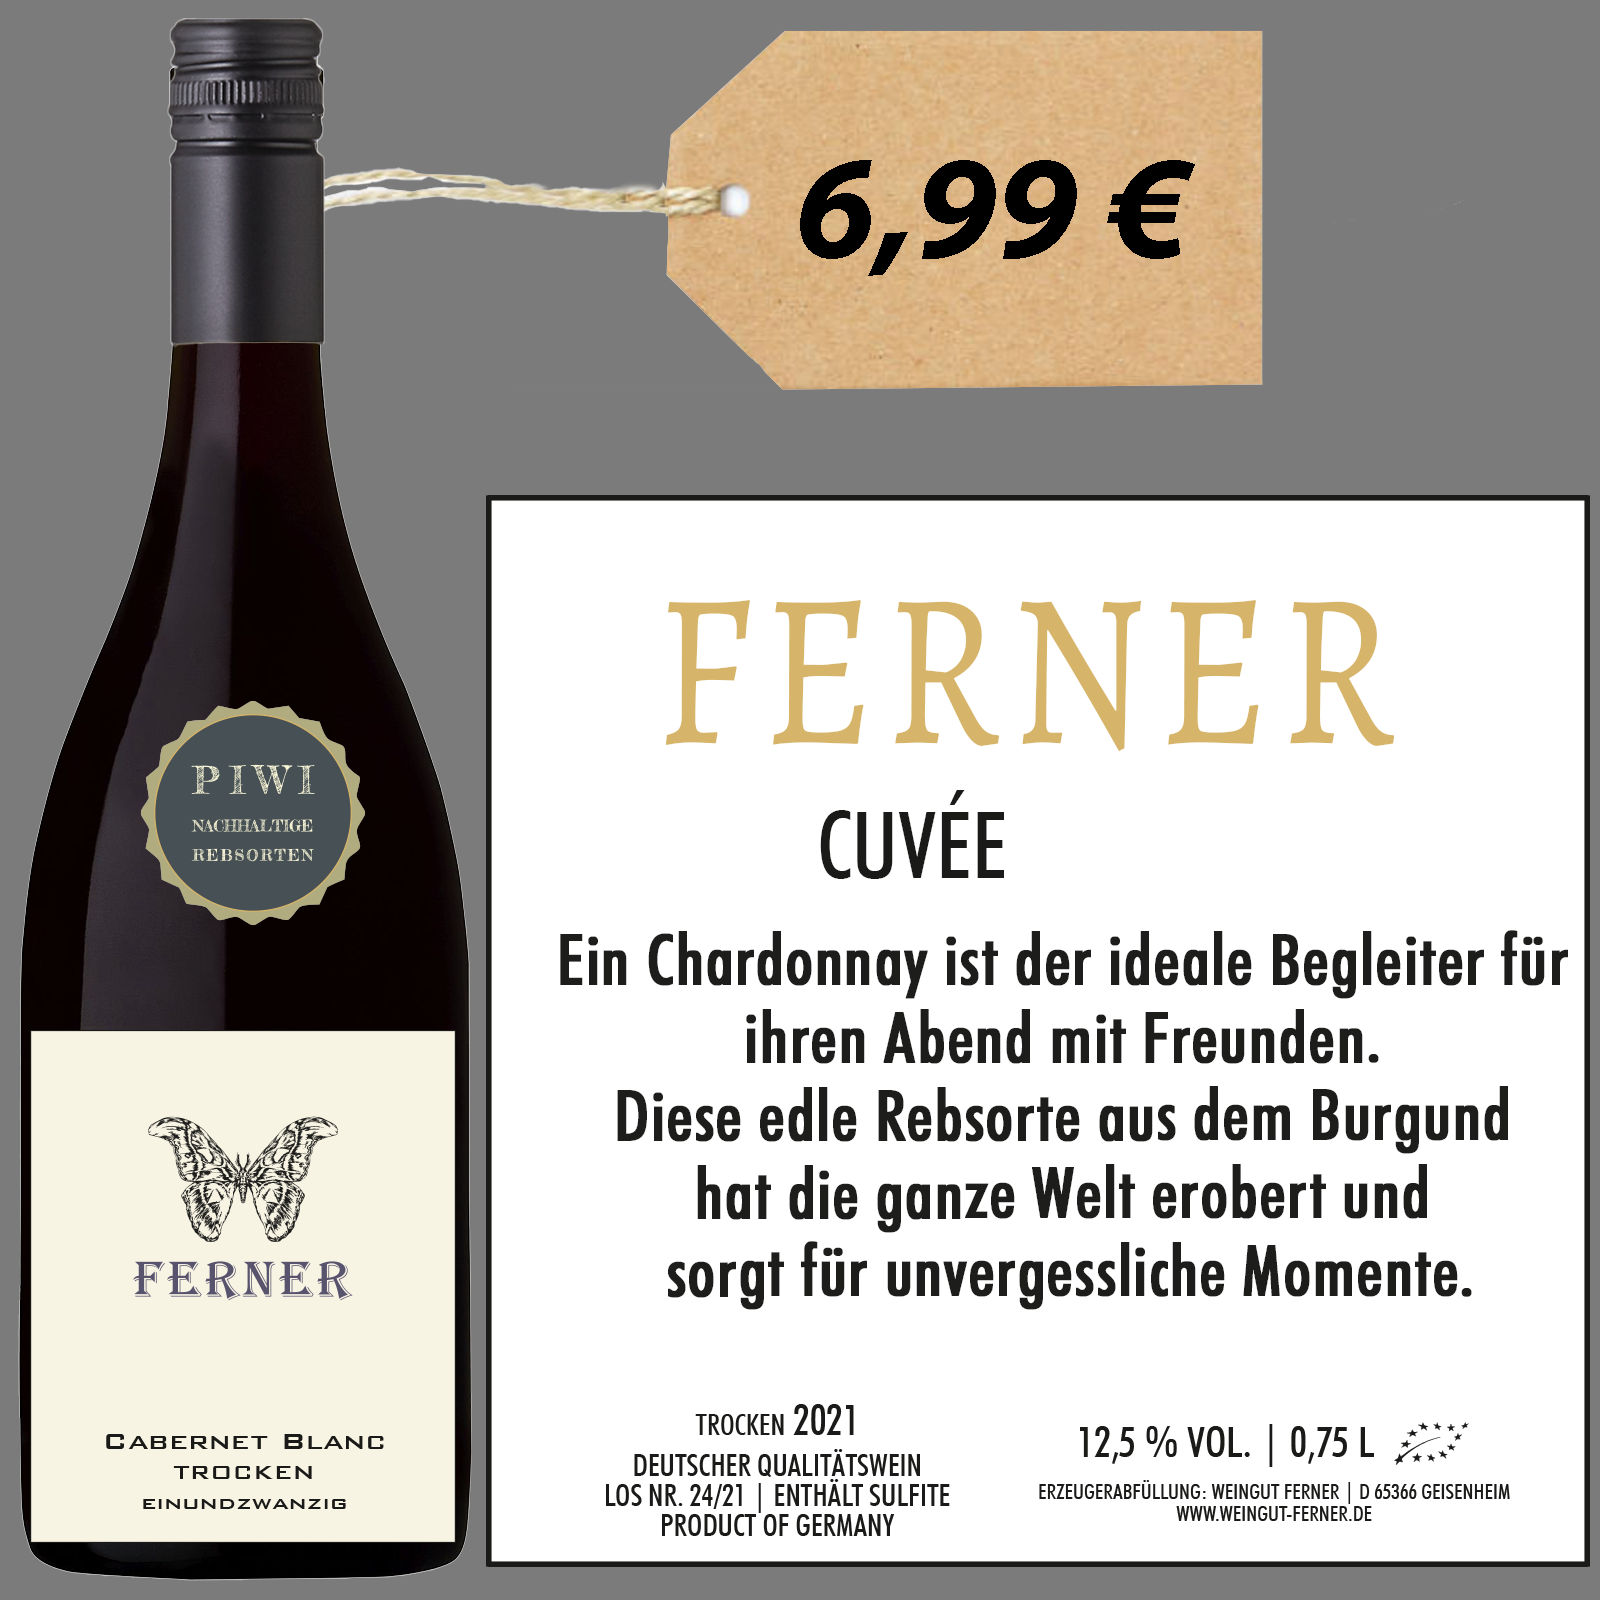 6,99 €
PIWI
NACHHALTIGE
REBSORTEN
FERNER
CABERNET BLANC
TROCKEN
EINUNDZWANZIG
FERNER
CUVÉE
Ein Chardonnay ist der ideale Begleiter für
ihren Abend mit Freunden.
Diese edle Rebsorte aus dem Burgund
hat die ganze Welt erobert und
sorgt für unvergessliche Momente.
TROCKEN 2021
DEUTSCHER QUALITÄTSWEIN
LOS NR. 24/21 | ENTHÄLT SULFITE
PRODUCT OF GERMANY
12,5 % VOL. | 0,75 L
ERZEUGERABFÜLLUNG: WEINGUT FERNER | D 65366 GEISENHEIM
WWW.WEINGUT-FERNER.DE